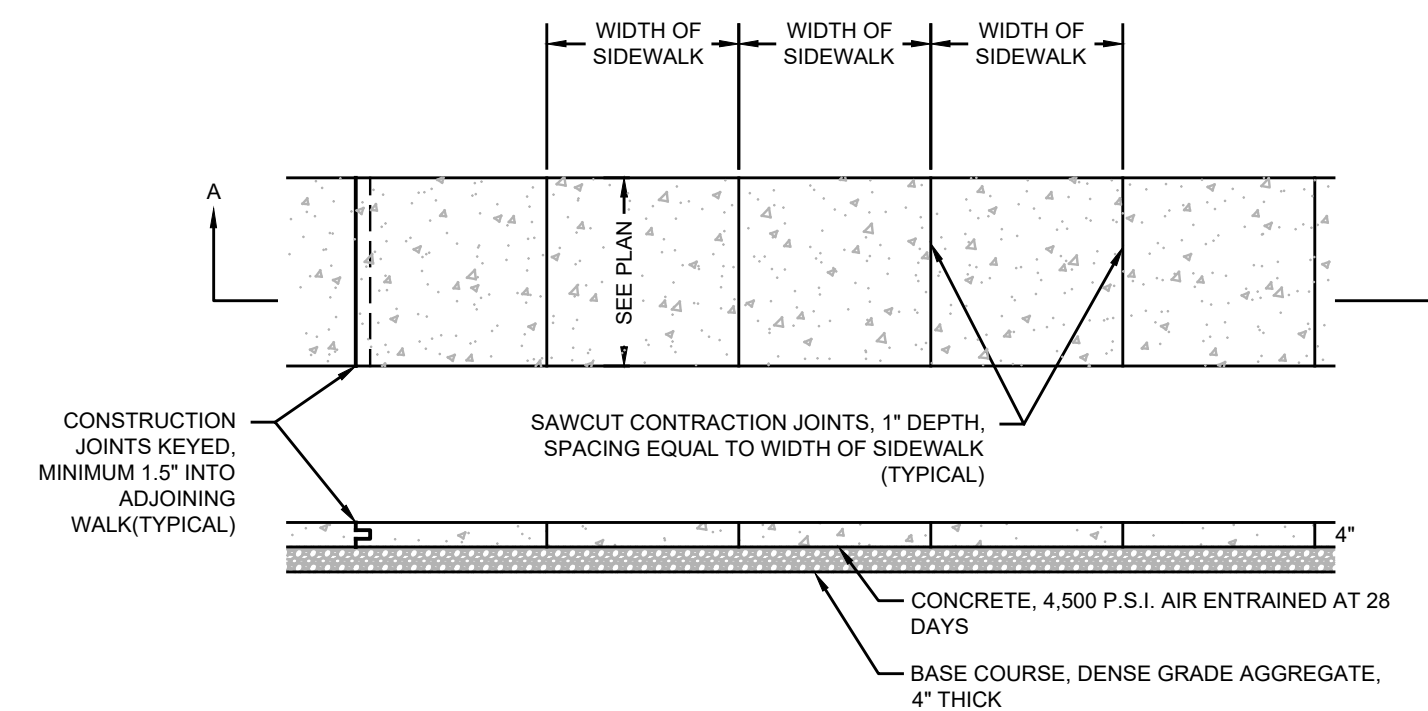 WIDTH OF
SIDEWALK
WIDTH OF
SIDEWALK
WIDTH OF
SIDEWALK
A
SEE PLAN
CONSTRUCTION
JOINTS KEYED,
MINIMUM 1.5" INTO
ADJOINING
WALK(TYPICAL)
SAWCUT CONTRACTION JOINTS, 1" DEPTH,
SPACING EQUAL TO WIDTH OF SIDEWALK
(TYPICAL)
4"
CONCRETE, 4,500 P.S.I. AIR ENTRAINED AT 28
DAYS
BASE COURSE, DENSE GRADE AGGREGATE,
4" THICK